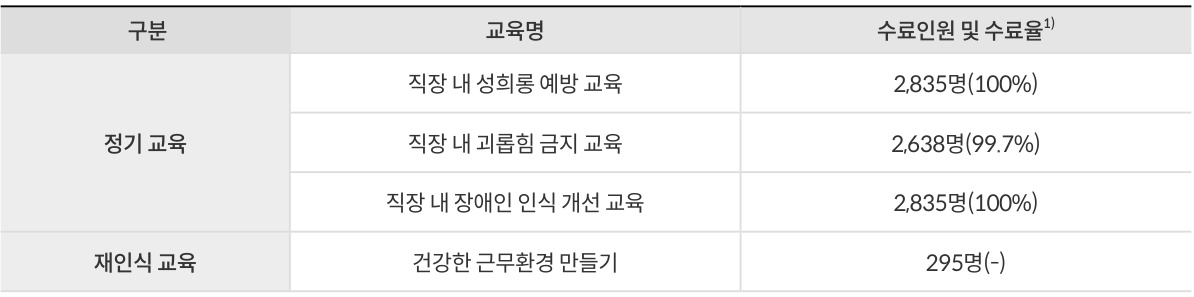 구분 교육명 수료인원 및 수료율1)
직장 내 성희롱 예방 교육 2,835명(100%)
정기 교육 직장 내 괴롭힘 금지 교육 2,638명(99.7%)
직장 내 장애인 인식 개선 교육 2,835명(100%)
재인식 교육 건강한 근무환경 만들기 295명(-)